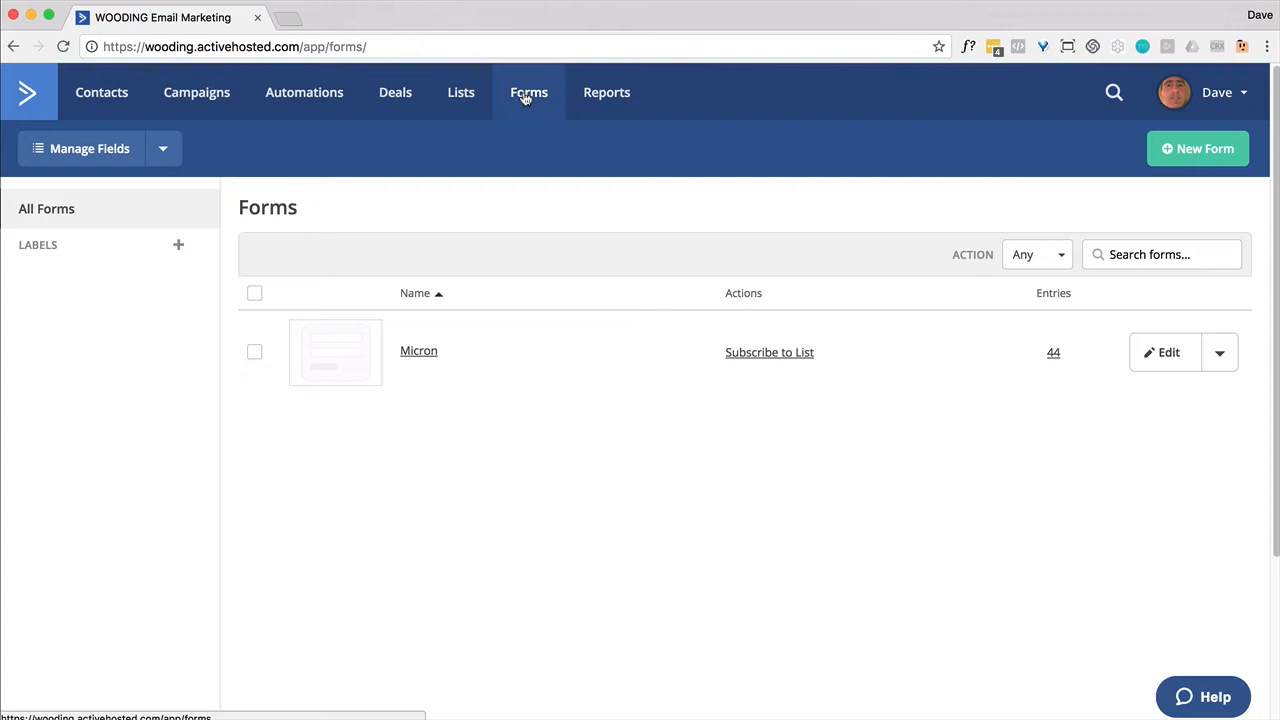 WOODING Email Marketing
Dave
https://wooding.activehosted.com/app/forms/
f?
4
CRX
Contacts
Campaigns
Automations
Deals
Lists
Forms
Reports
Dave
Manage Fields
New Form
All Forms
LABELS
Forms
ACTION
Any
Search forms...
Name
Actions
Entries
Micron
Subscribe to List
44
Edit
Help
https://wooding.activehosted.com/app/forms